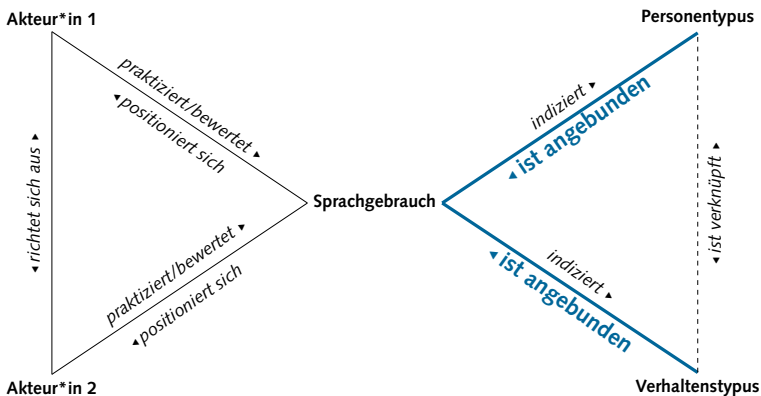 Akteur*in 1
Personentypus
praktiziert/bewertet ▸
◂ positioniert sich
indiziert ▸
◂ ist angebunden
◂ richtet sich aus ▸
Sprachgebrauch
◂ ist verknüpft ▸
praktiziert/bewertet ▸
◂ positioniert sich
indiziert ▸
◂ ist angebunden
Akteur*in 2
Verhaltenstypus